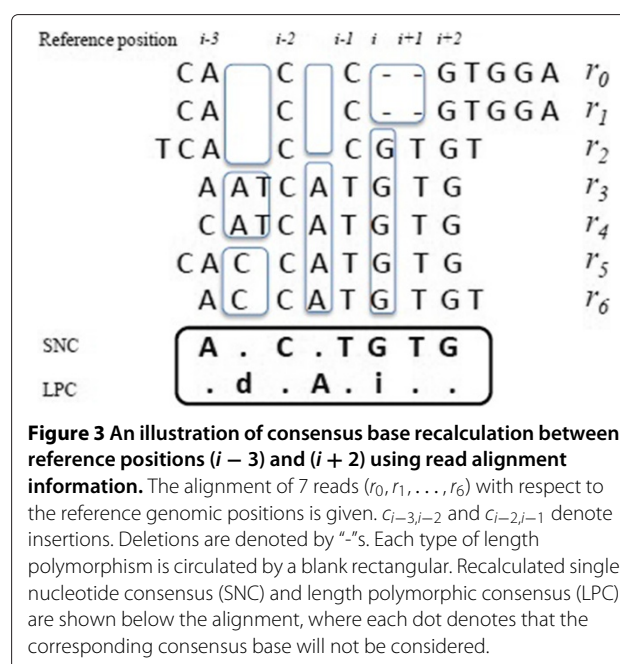 Reference position i-3 i-2 i-1 i i+1 i+2
C A C C - - G T G G A r0
C A C C - - G T G G A r1
T C A C C G T G T r2
A A T C A T G T G r3
C A T C A T G T G r4
C A C C A T G T G r5
A C C A T G T G T r6
SNC A . C . T G T G
LPC . d . A . i . .
Figure 3 An illustration of consensus base recalculation between
reference positions (i − 3) and (i + 2) using read alignment
information. The alignment of 7 reads (r0, r1, . . . , r6) with respect to
the reference genomic positions is given. ci−3,i−2 and ci−2,i−1 denote
insertions. Deletions are denoted by "-"s. Each type of length
polymorphism is circulated by a blank rectangular. Recalculated single
nucleotide consensus (SNC) and length polymorphic consensus (LPC)
are shown below the alignment, where each dot denotes that the
corresponding consensus base will not be considered.